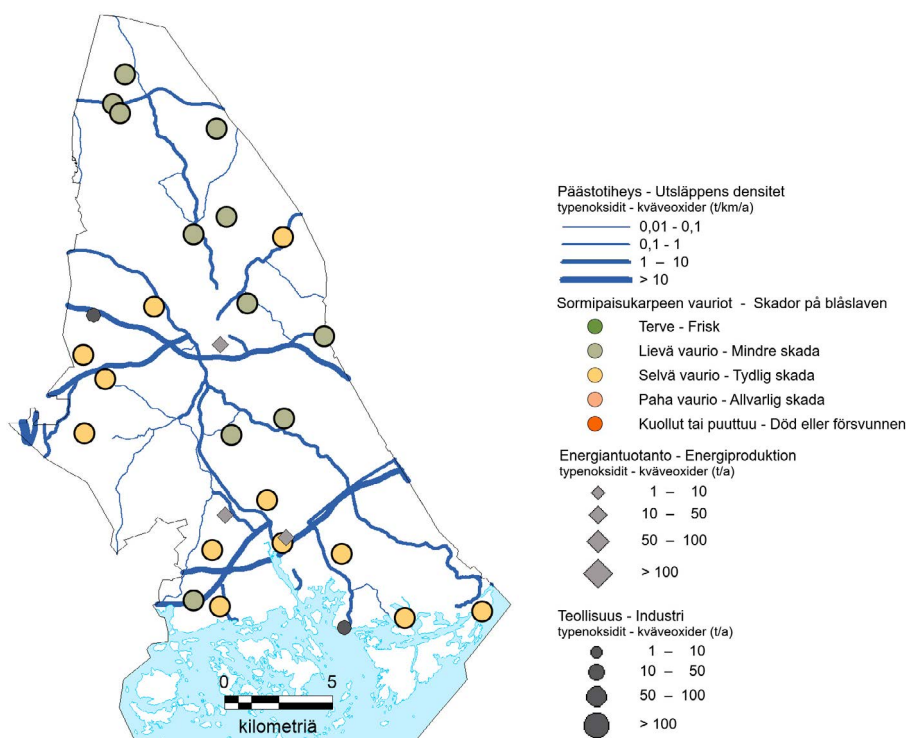 Päästotiheys - Utsläppens densitet
typenoksidit - kväveoxider (t/km/a)
0,01 - 0,1
0,1 - 1
1 – 10
> 10
Sormipaisukarpeen vauriot - Skador på blåslaven
Terve - Frisk
Lievä vaurio - Mindre skada
Selvä vaurio - Tydlig skada
Paha vaurio - Allvarlig skada
Kuollut tai puuttuu - Död eller försvunnen
Energiantuotanto - Energiproduktion
typenoksidit - kväveoxider (t/a)
1 – 10
10 – 50
50 - 100
> 100
Teollisuus - Industri
typenoksidit - kväveoxider (t/a)
1 – 10
10 – 50
50 – 100
> 100
0 5
kilometriä